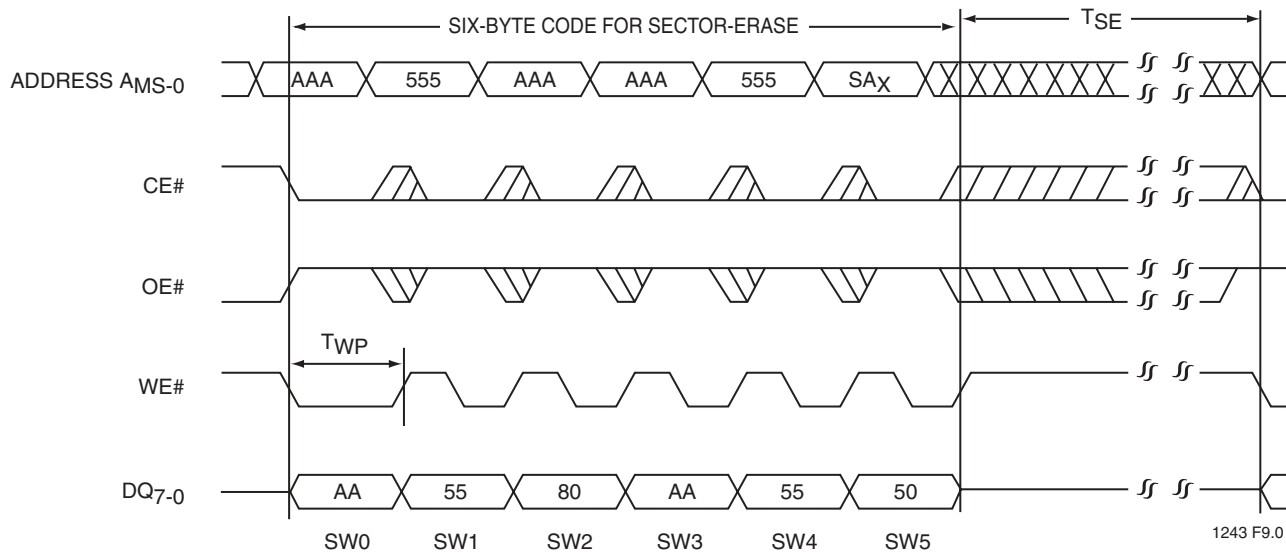 SIX-BYTE CODE FOR SECTOR-ERASE TSE
ADDRESS AMS-0 AAA 555 AAA AAA 555 SAX
CE#
OE#
TWP
WE#
DQ7-0 AA 55 80 AA 55 50
SW0 SW1 SW2 SW3 SW4 SW5
1243 F9.0